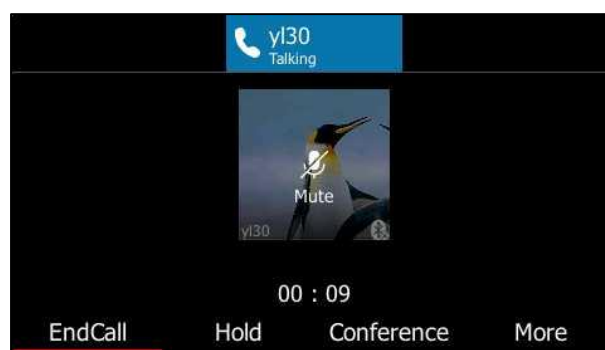 yl30
Talking
Mute
yl30
00 : 09
EndCall Hold Conference More